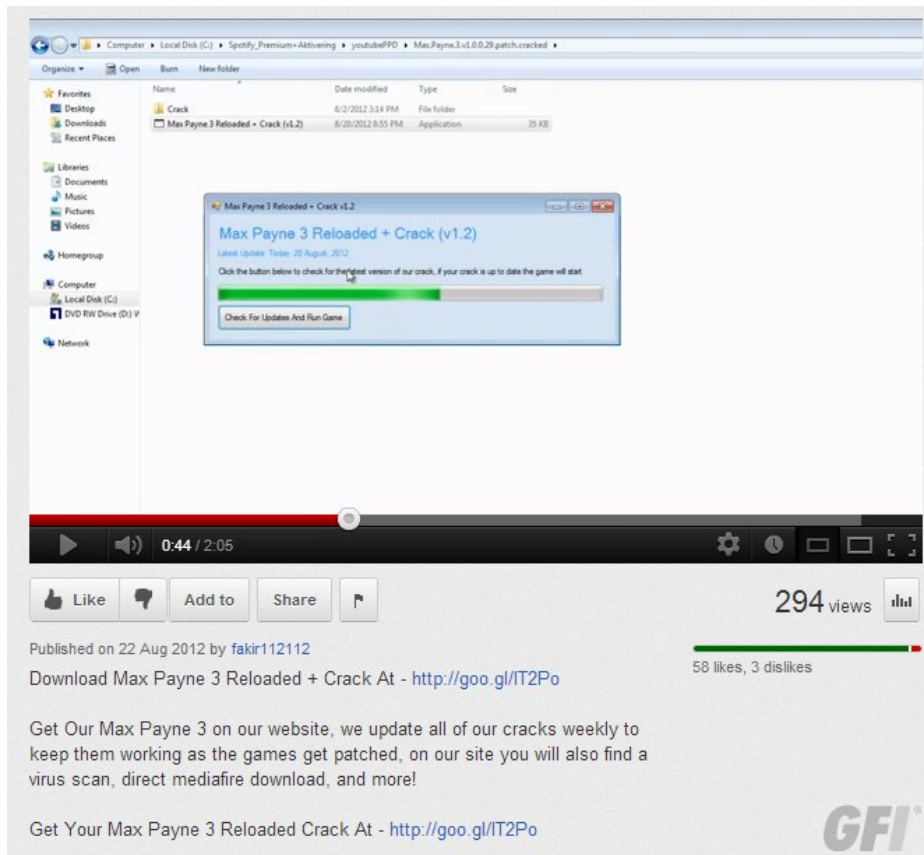 Computer ▸ Local Disk (C:) ▸ Spotify_Premium+Aktivering ▸ youtubePPD ▸ Max.Payne.3.v1.0.0.29.patch.cracked ▸
Organize ▾ Open Burn New folder
Name Date modified Type Size
Favorites
Desktop
Downloads
Recent Places
Crack 8/2/2012 3:14 PM File folder
Max Payne 3 Reloaded + Crack (v1.2) 8/20/2012 8:55 PM Application 35 KB
Libraries
Documents
Music
Pictures
Videos
Homegroup
Computer
Local Disk (C:)
DVD RW Drive (D:) V
Network
Max Payne 3 Reloaded + Crack v1.2
Max Payne 3 Reloaded + Crack (v1.2)
Latest Update: Today: 20 August, 2012
Click the button below to check for the latest version of our crack, if your crack is up to date the game will start.
Check For Updates And Run Game
0:44 / 2:05
Like Add to Share
294 views
Published on 22 Aug 2012 by fakir112112
58 likes, 3 dislikes
Download Max Payne 3 Reloaded + Crack At - http://goo.gl/IT2Po
Get Our Max Payne 3 on our website, we update all of our cracks weekly to
keep them working as the games get patched, on our site you will also find a
virus scan, direct mediafire download, and more!
Get Your Max Payne 3 Reloaded Crack At - http://goo.gl/IT2Po
GFI®